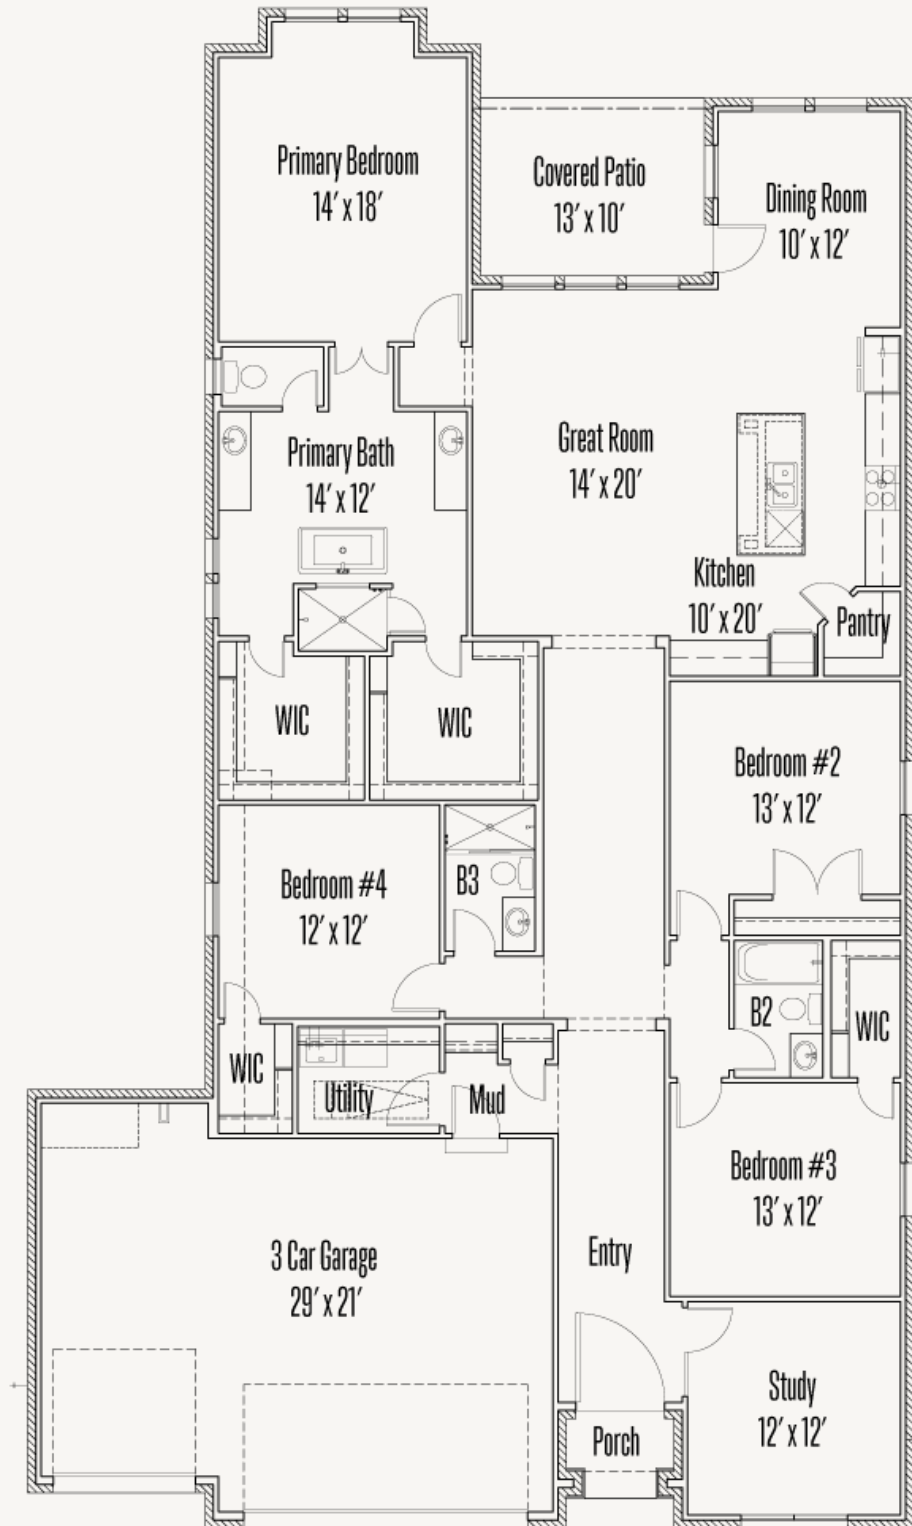 Primary Bedroom
14' x 18'
Covered Patio
13' x 10'
Dining Room
10' x 12'
Great Room
14' x 20'
Primary Bath
14' x 12'
Kitchen
10' x 20'
Pantry
WIC
WIC
Bedroom #2
13' x 12'
Bedroom #4
12' x 12'
B3
B2
WIC
WIC
Utility
Mud
Bedroom #3
13' x 12'
Entry
3 Car Garage
29' x 21'
Study
12' x 12'
Porch